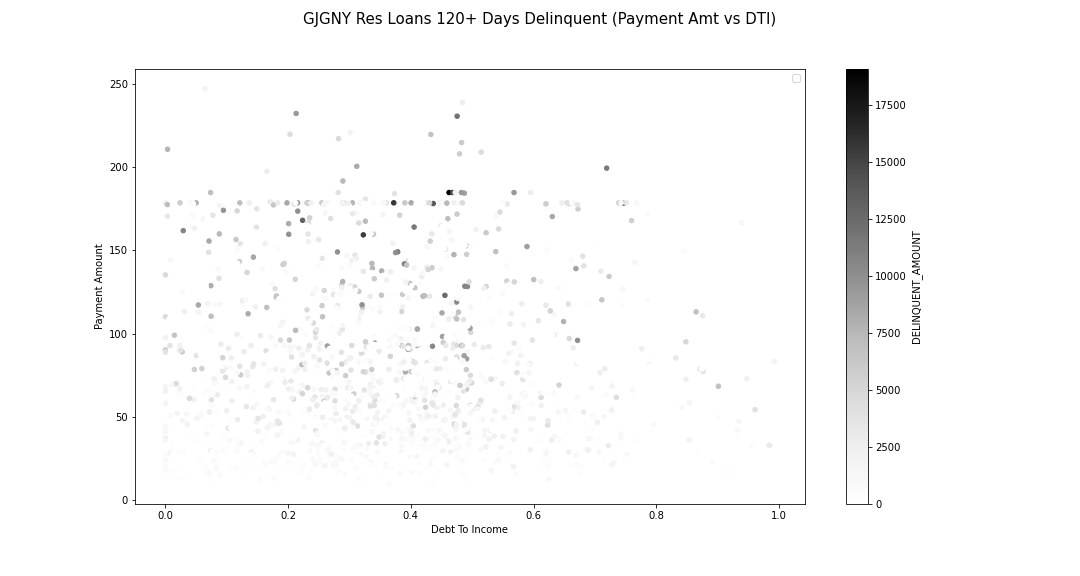 GJGNY Res Loans 120+ Days Delinquent (Payment Amt vs DTI)
250
200
150
100
50
0
Payment Amount
0.0 0.2 0.4 0.6 0.8 1.0
Debt To Income
17500
15000
12500
10000
7500
5000
2500
0
DELINQUENT_AMOUNT